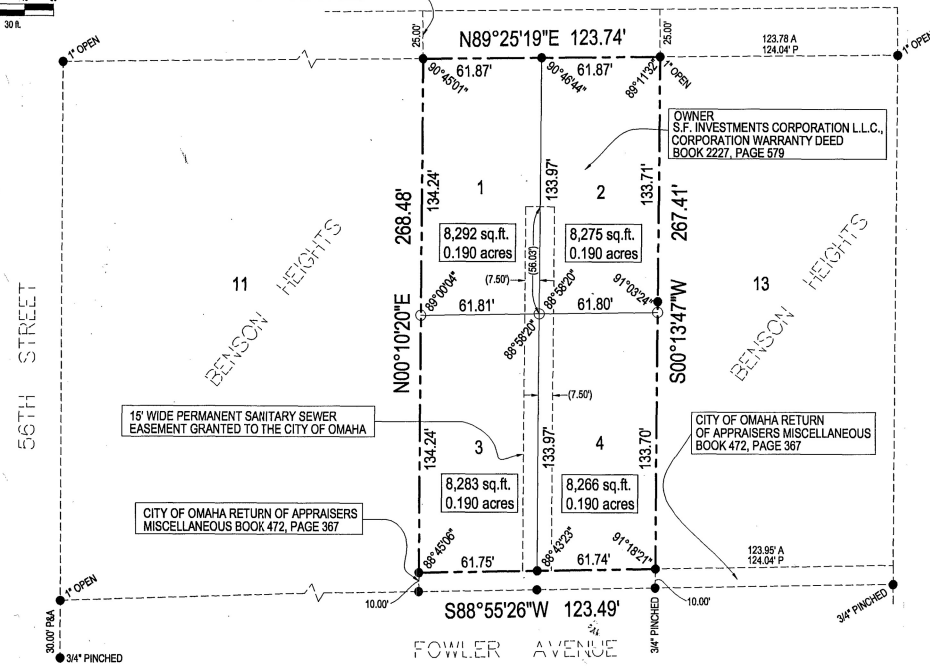 30 ft.
1" OPEN
25.00'
N89°25'19"E 123.74'
25.00'
123.78 A
124.04' P
1" OPEN
90°45'01"
61.87'
90°46'44"
61.87'
89°11'32"
1" OPEN
OWNER
S.F. INVESTMENTS CORPORATION L.L.C.,
CORPORATION WARRANTY DEED
BOOK 2227, PAGE 579
268.48'
134.24'
1
133.97'
2
133.71'
267.41'
8,292 sq.ft.
0.190 acres
8,275 sq.ft.
0.190 acres
(7.50')
(56.03')
11
BENSON HEIGHTS
13
BENSON HEIGHTS
56TH STREET
N00°10'20"E
89°00'04"
61.81'
88°58'20"
88°58'20"
61.80'
91°03'24"
S00°13'47"W
(7.50')
15' WIDE PERMANENT SANITARY SEWER
EASEMENT GRANTED TO THE CITY OF OMAHA
CITY OF OMAHA RETURN
OF APPRAISERS MISCELLANEOUS
BOOK 472, PAGE 367
134.24'
3
133.97'
4
133.70'
8,283 sq.ft.
0.190 acres
8,266 sq.ft.
0.190 acres
CITY OF OMAHA RETURN OF APPRAISERS
MISCELLANEOUS BOOK 472, PAGE 367
88°45'06"
61.75'
88°43'23"
61.74'
91°18'21"
123.95' A
124.04' P
1" OPEN
10.00'
S88°55'26"W 123.49'
10.00'
3/4" PINCHED
3/4" PINCHED
30.00' P&A
3/4" PINCHED
FOWLER AVENUE